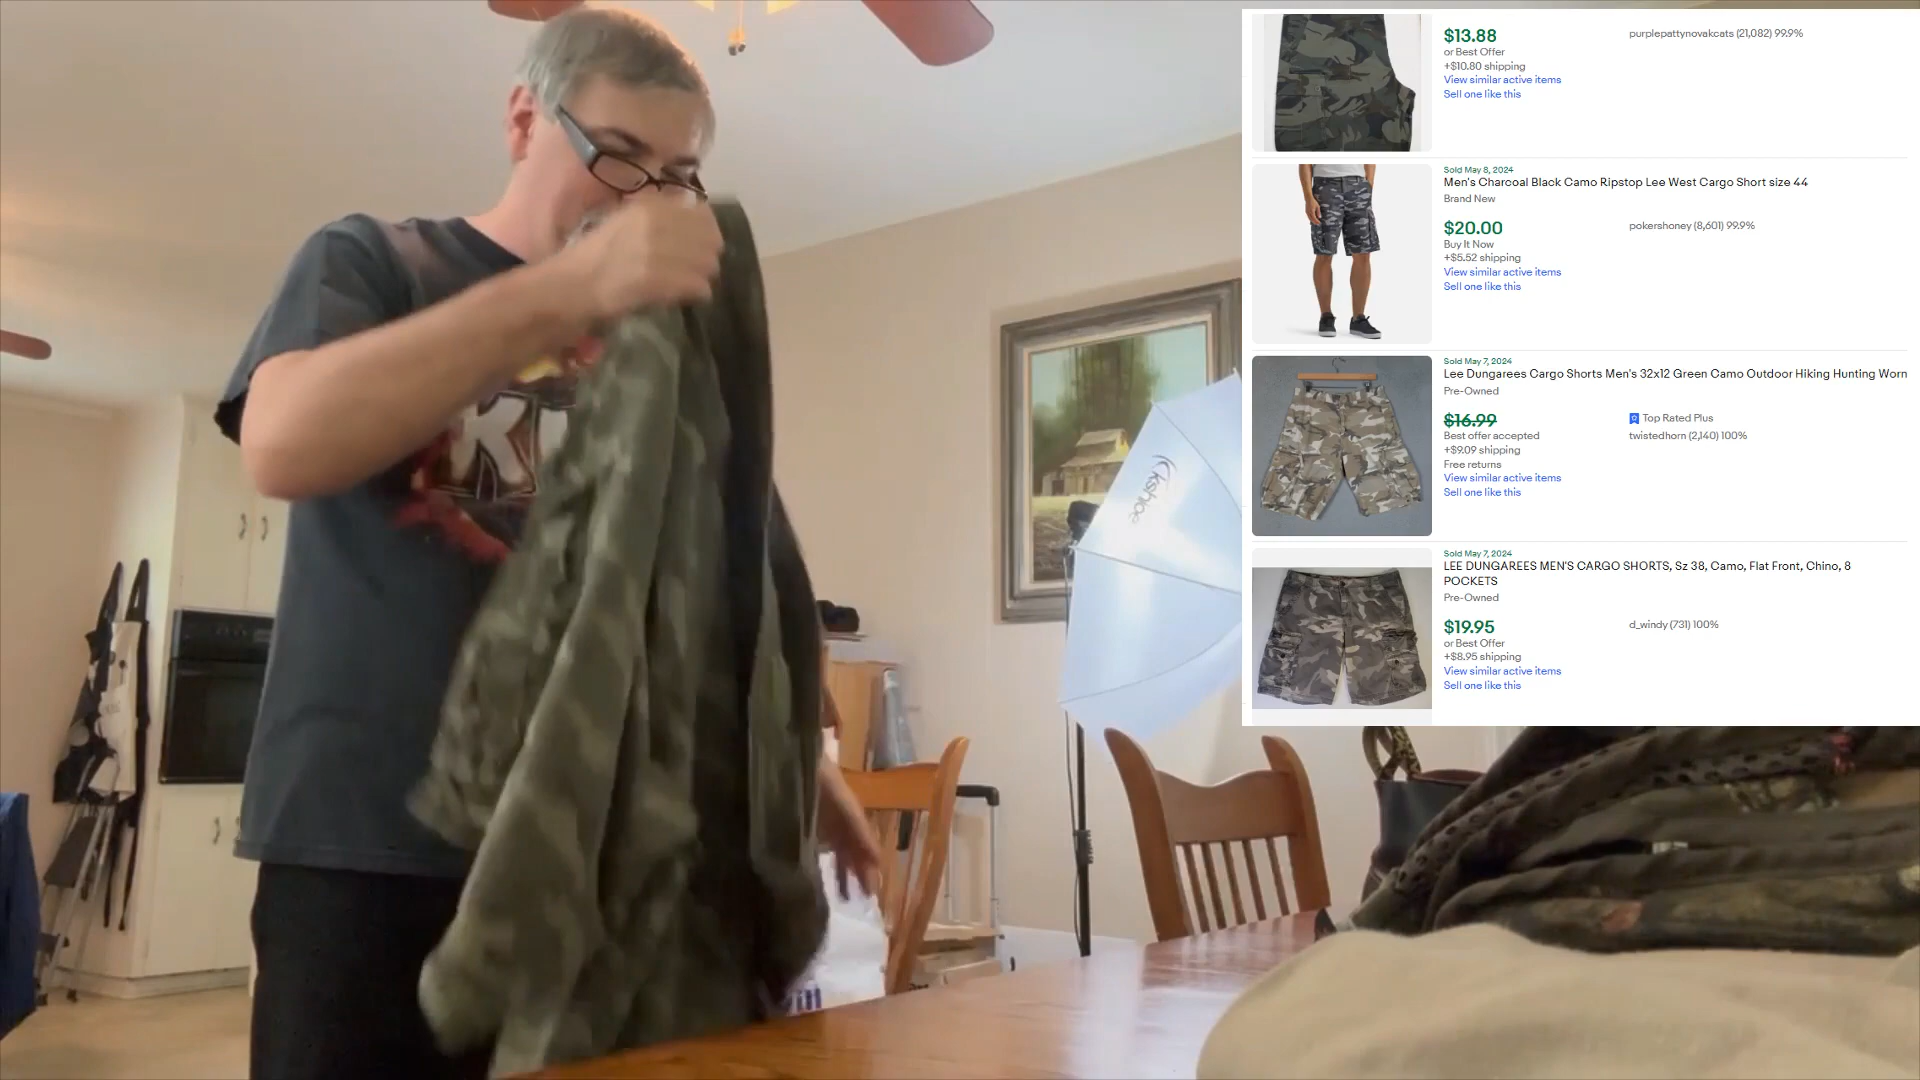 $13.88
purplepattynovakcats (21,082) 99.9%
or Best Offer
+$10.80 shipping
View similar active items
Sell one like this
Sold May 8, 2024
Men's Charcoal Black Camo Ripstop Lee West Cargo Short size 44
Brand New
$20.00
pokershoney (8,601) 99.9%
Buy It Now
+$5.52 shipping
View similar active items
Sell one like this
Sold May 7, 2024
Lee Dungarees Cargo Shorts Men's 32x12 Green Camo Outdoor Hiking Hunting Worn
Pre-Owned
$16.99
Top Rated Plus
Best offer accepted
twistedhorn (2,140) 100%
+$9.09 shipping
Free returns
View similar active items
Sell one like this
Sold May 7, 2024
LEE DUNGAREES MEN'S CARGO SHORTS, Sz 38, Camo, Flat Front, Chino, 8
POCKETS
Pre-Owned
$19.95
d_windy (731) 100%
or Best Offer
+$8.95 shipping
View similar active items
Sell one like this
kshioe